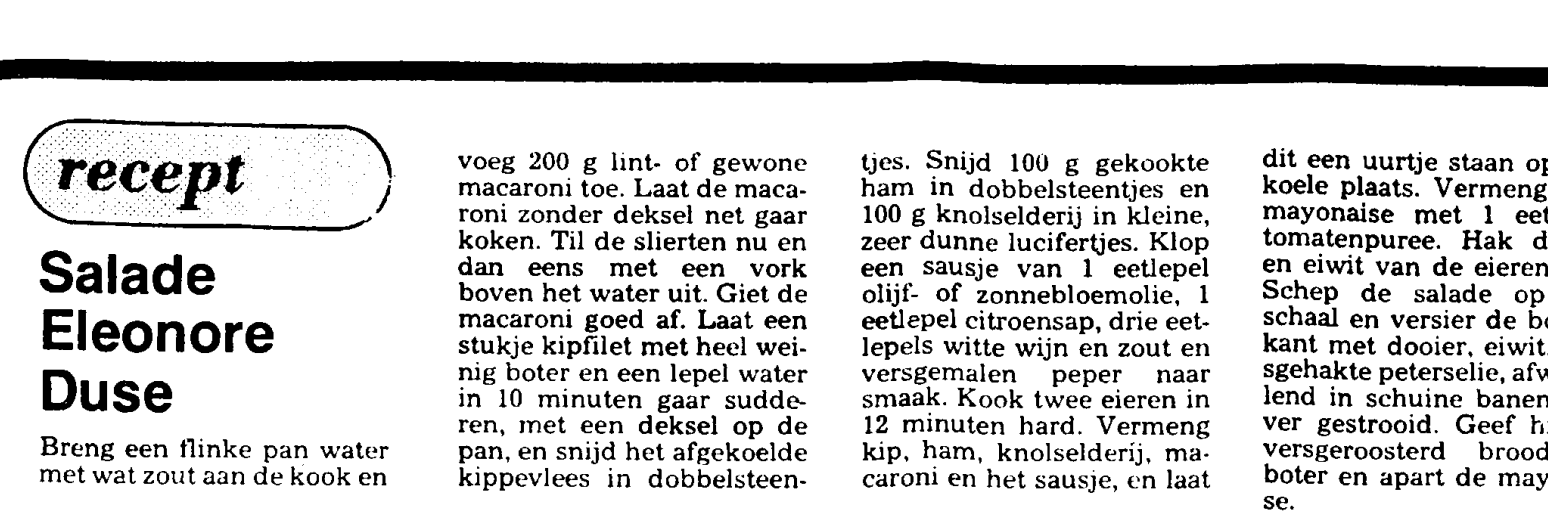 recept
Salade
Eleonore
Duse
Breng een flinke pan water
met wat zout aan de kook en
voeg 200 g lint- of gewone
macaroni toe. Laat de maca-
roni zonder deksel net gaar
koken. Til de slierten nu en
dan eens met een vork
boven het water uit. Giet de
macaroni goed af. Laat een
stukje kipfilet met heel wei-
nig boter en een lepel water
in 10 minuten gaar sudde-
ren, met een deksel op de
pan, en snijd het afgekoelde
kippevlees in dobbelsteen-
tjes. Snijd 100 g gekookte
ham in dobbelsteentjes en
100 g knolselderij in kleine,
zeer dunne lucifertjes. Klop
een sausje van 1 eetlepel
olijf- of zonnebloemolie, 1
eetlepel citroensap, drie eet-
lepels witte wijn en zout en
versgemalen peper naar
smaak. Kook twee eieren in
12 minuten hard. Vermeng
kip, ham, knolselderij, ma-
caroni en het sausje, en laat
dit een uurtje staan op
koele plaats. Vermeng
mayonaise met 1 eet
tomatenpuree. Hak d
en eiwit van de eieren
Schep de salade op
schaal en versier de b
kant met dooier, eiwit
sgehakte peterselie, afw
lend in schuine banen
ver gestrooid. Geef h
versgeroosterd brood
boter en apart de may
se.